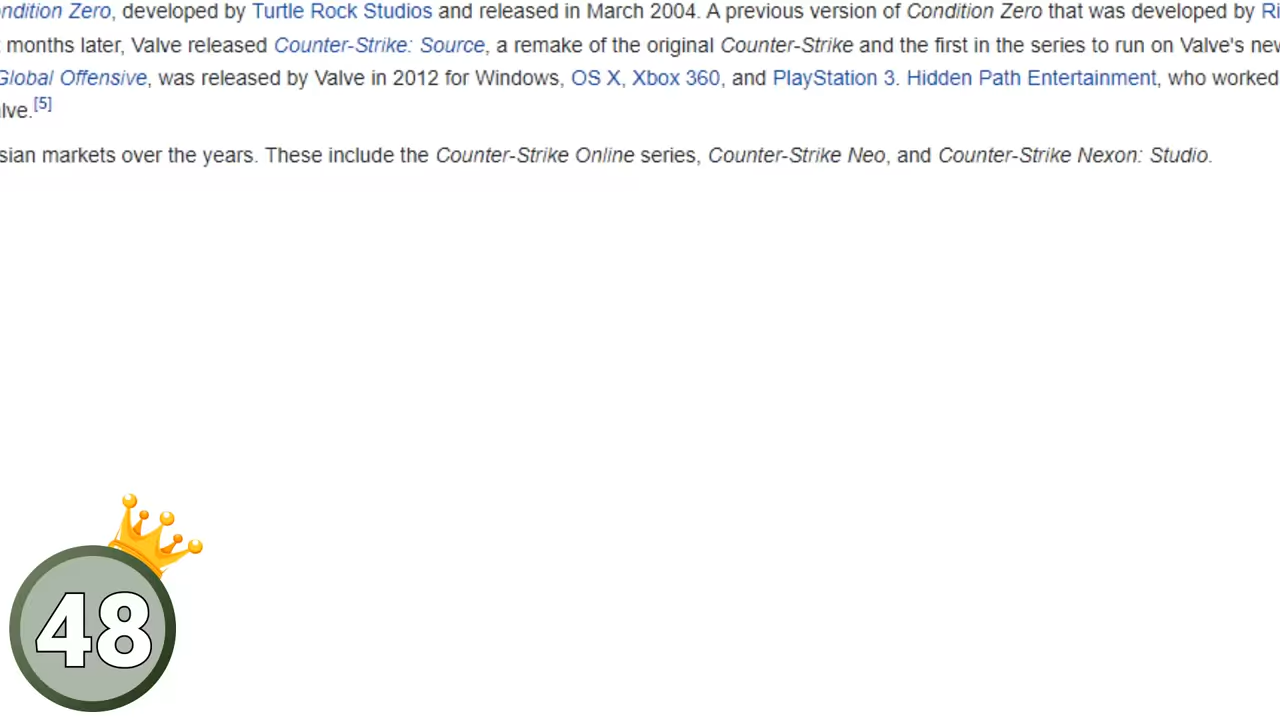 ndition Zero, developed by Turtle Rock Studios and released in March 2004. A previous version of Condition Zero that was developed by Ri
months later, Valve released Counter-Strike: Source, a remake of the original Counter-Strike and the first in the series to run on Valve's new
Global Offensive, was released by Valve in 2012 for Windows, OS X, Xbox 360, and PlayStation 3. Hidden Path Entertainment, who worked
lve.[5]
sian markets over the years. These include the Counter-Strike Online series, Counter-Strike Neo, and Counter-Strike Nexon: Studio.
48